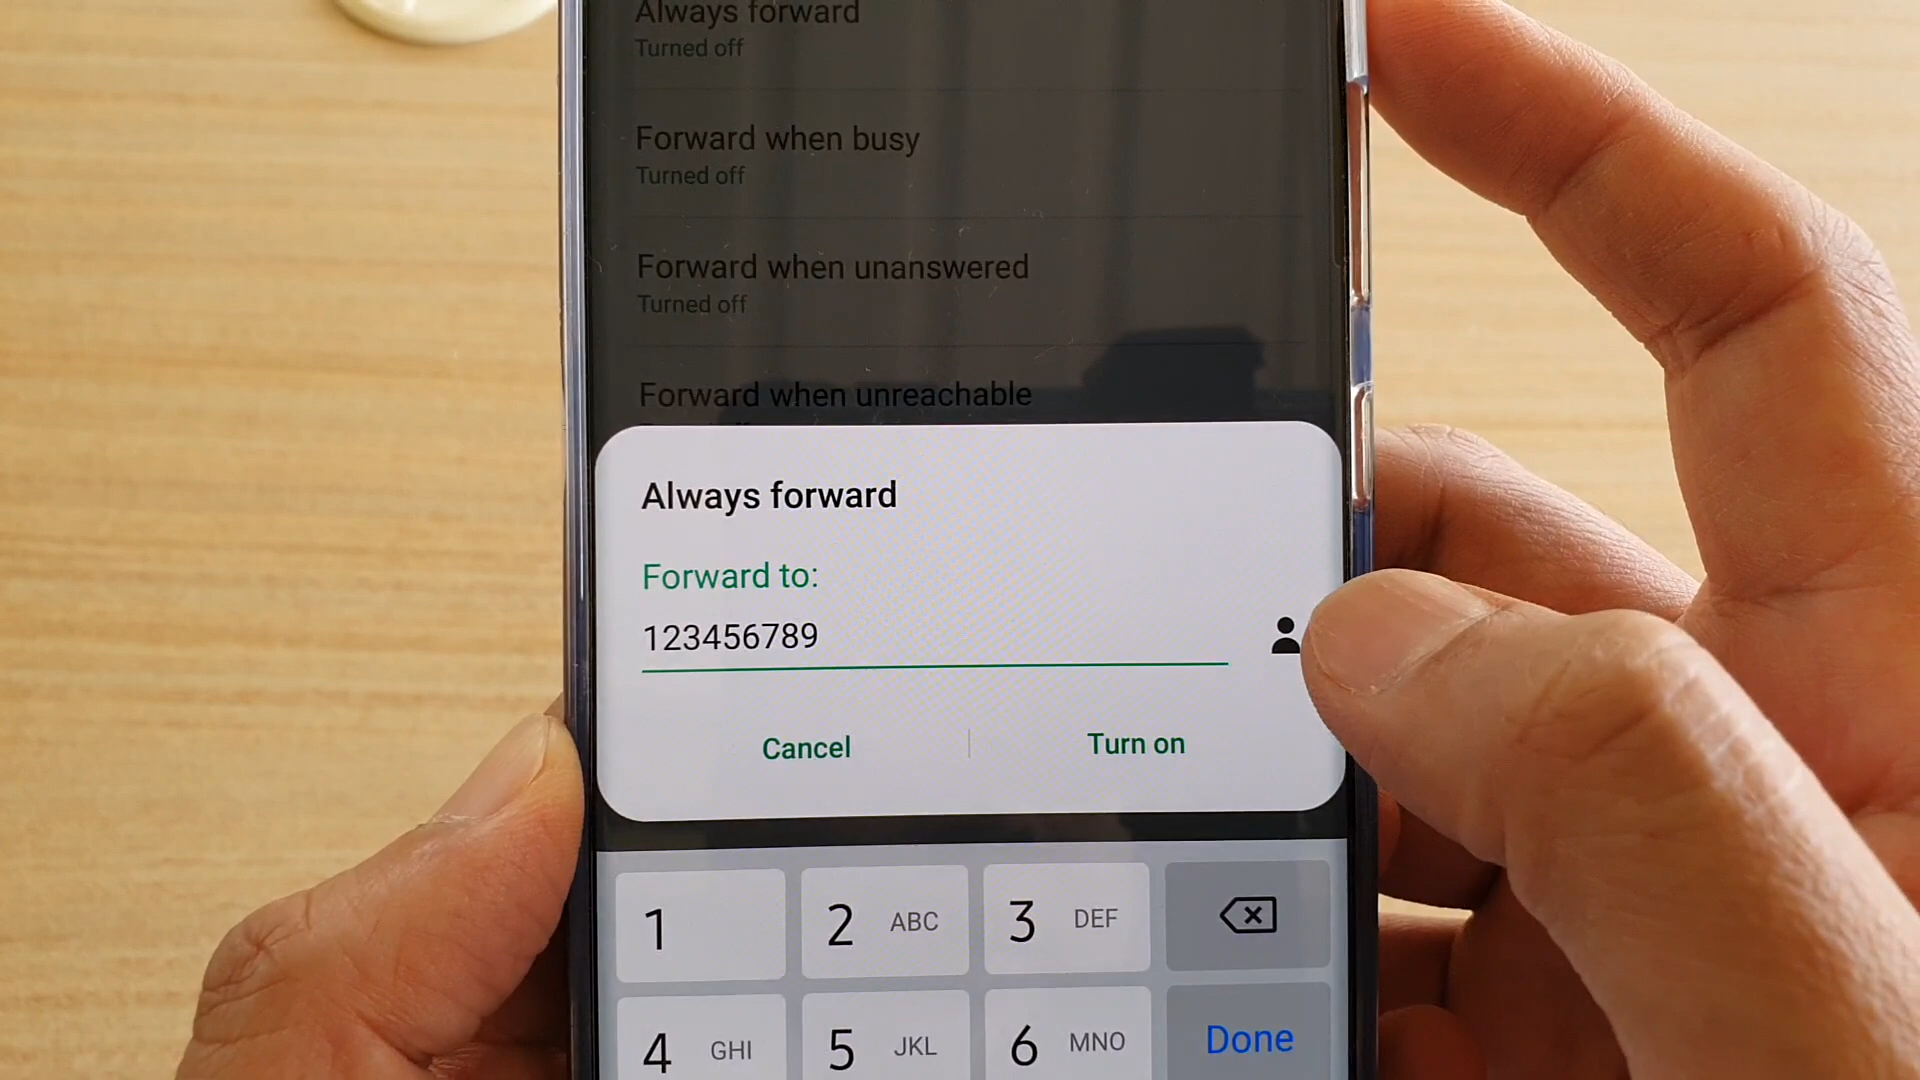 Always forward
Turned off
Forward when busy
Turned off
Forward when unanswered
Turned off
Forward when unreachable
Always forward
Forward to:
123456789
Cancel
Turn on
1
2 ABC
3 DEF
4 GHI
5 JKL
6 MNO
Done